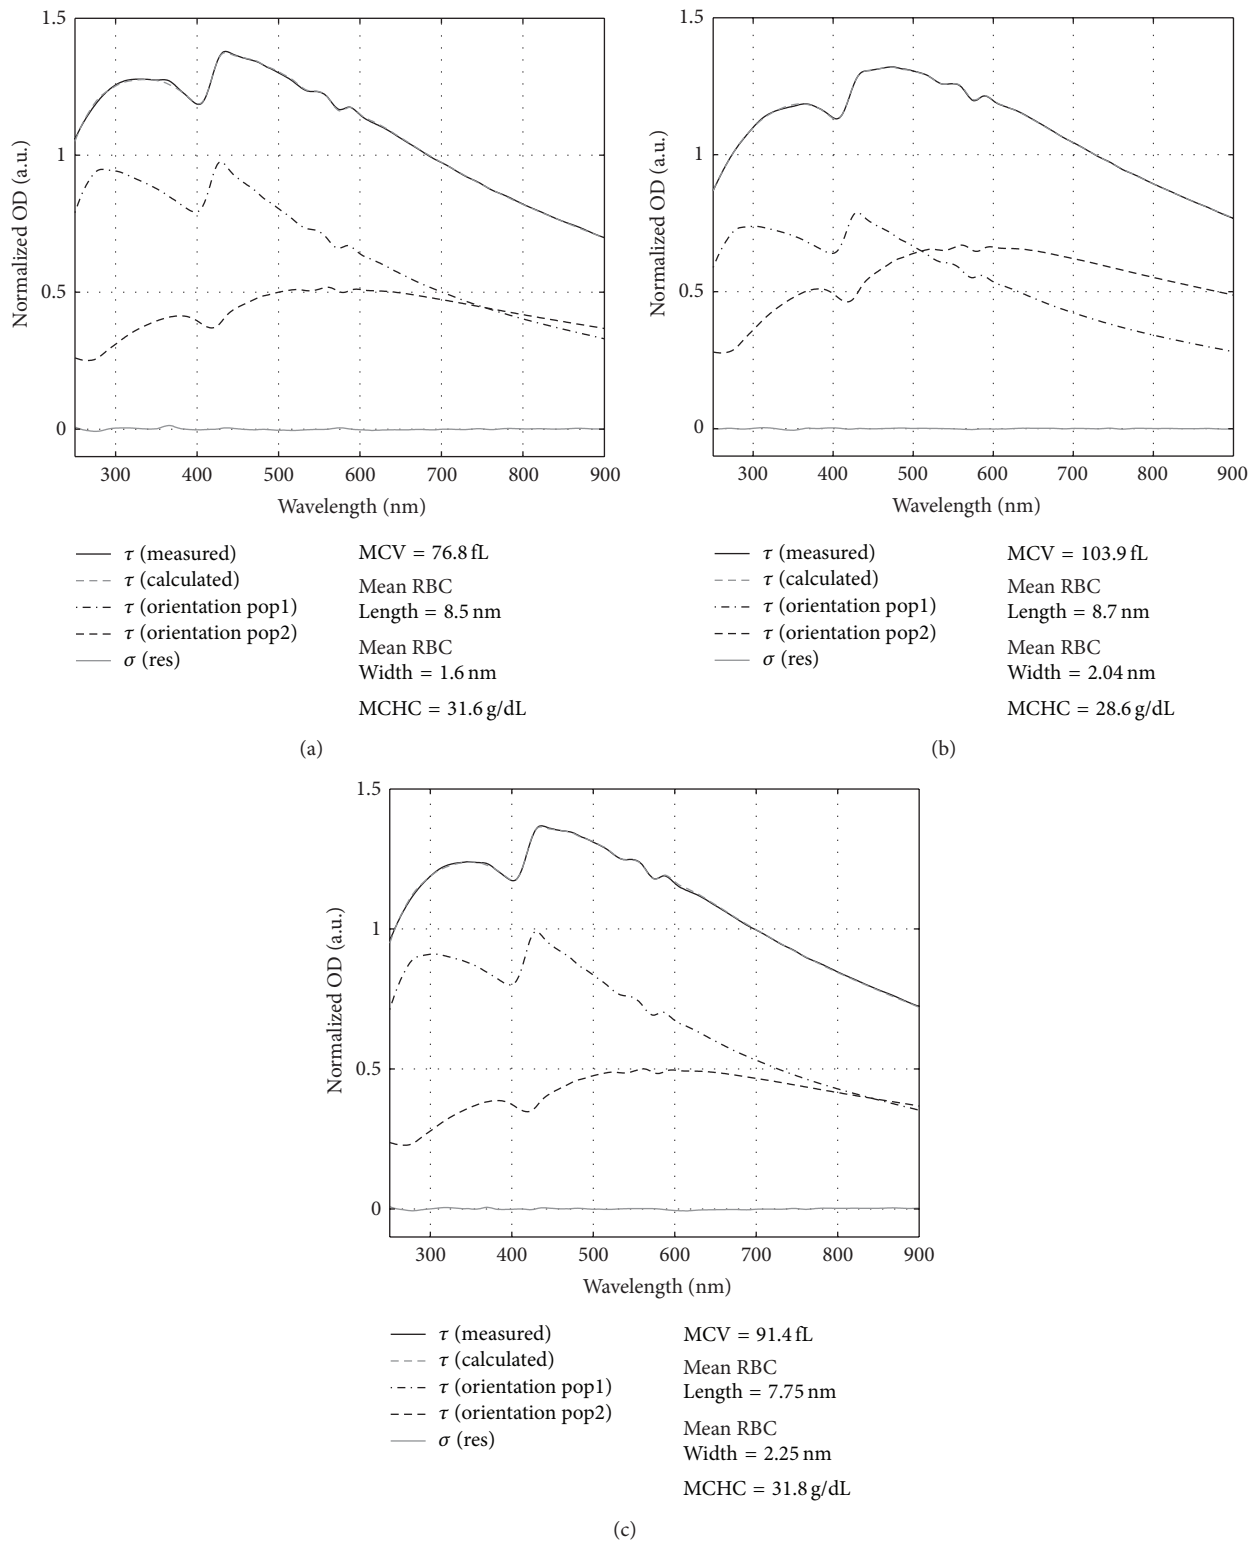 1.5
1
0.5
0
Normalized OD (a.u.)
300 400 500 600 700 800 900
Wavelength (nm)
τ (measured)
τ (calculated)
τ (orientation pop1)
τ (orientation pop2)
σ (res)
MCV = 76.8 fL
Mean RBC
Length = 8.5 nm
Mean RBC
Width = 1.6 nm
MCHC = 31.6 g/dL
(a)
1.5
1
0.5
0
Normalized OD (a.u.)
300 400 500 600 700 800 900
Wavelength (nm)
τ (measured)
τ (calculated)
τ (orientation pop1)
τ (orientation pop2)
σ (res)
MCV = 103.9 fL
Mean RBC
Length = 8.7 nm
Mean RBC
Width = 2.04 nm
MCHC = 28.6 g/dL
(b)
1.5
1
0.5
0
Normalized OD (a.u.)
300 400 500 600 700 800 900
Wavelength (nm)
τ (measured)
τ (calculated)
τ (orientation pop1)
τ (orientation pop2)
σ (res)
MCV = 91.4 fL
Mean RBC
Length = 7.75 nm
Mean RBC
Width = 2.25 nm
MCHC = 31.8 g/dL
(c)